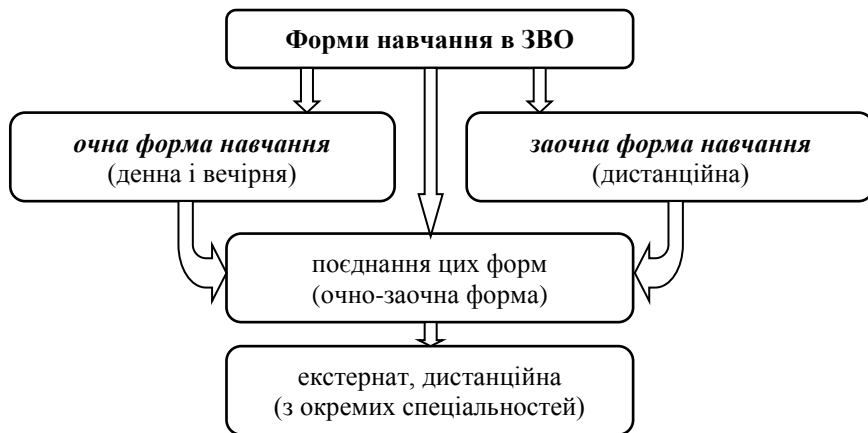 Форми навчання в ЗВО
очна форма навчання
(денна і вечірня)
заочна форма навчання
(дистанційна)
поєднання цих форм
(очно-заочна форма)
екстернат, дистанційна
(з окремих спеціальностей)